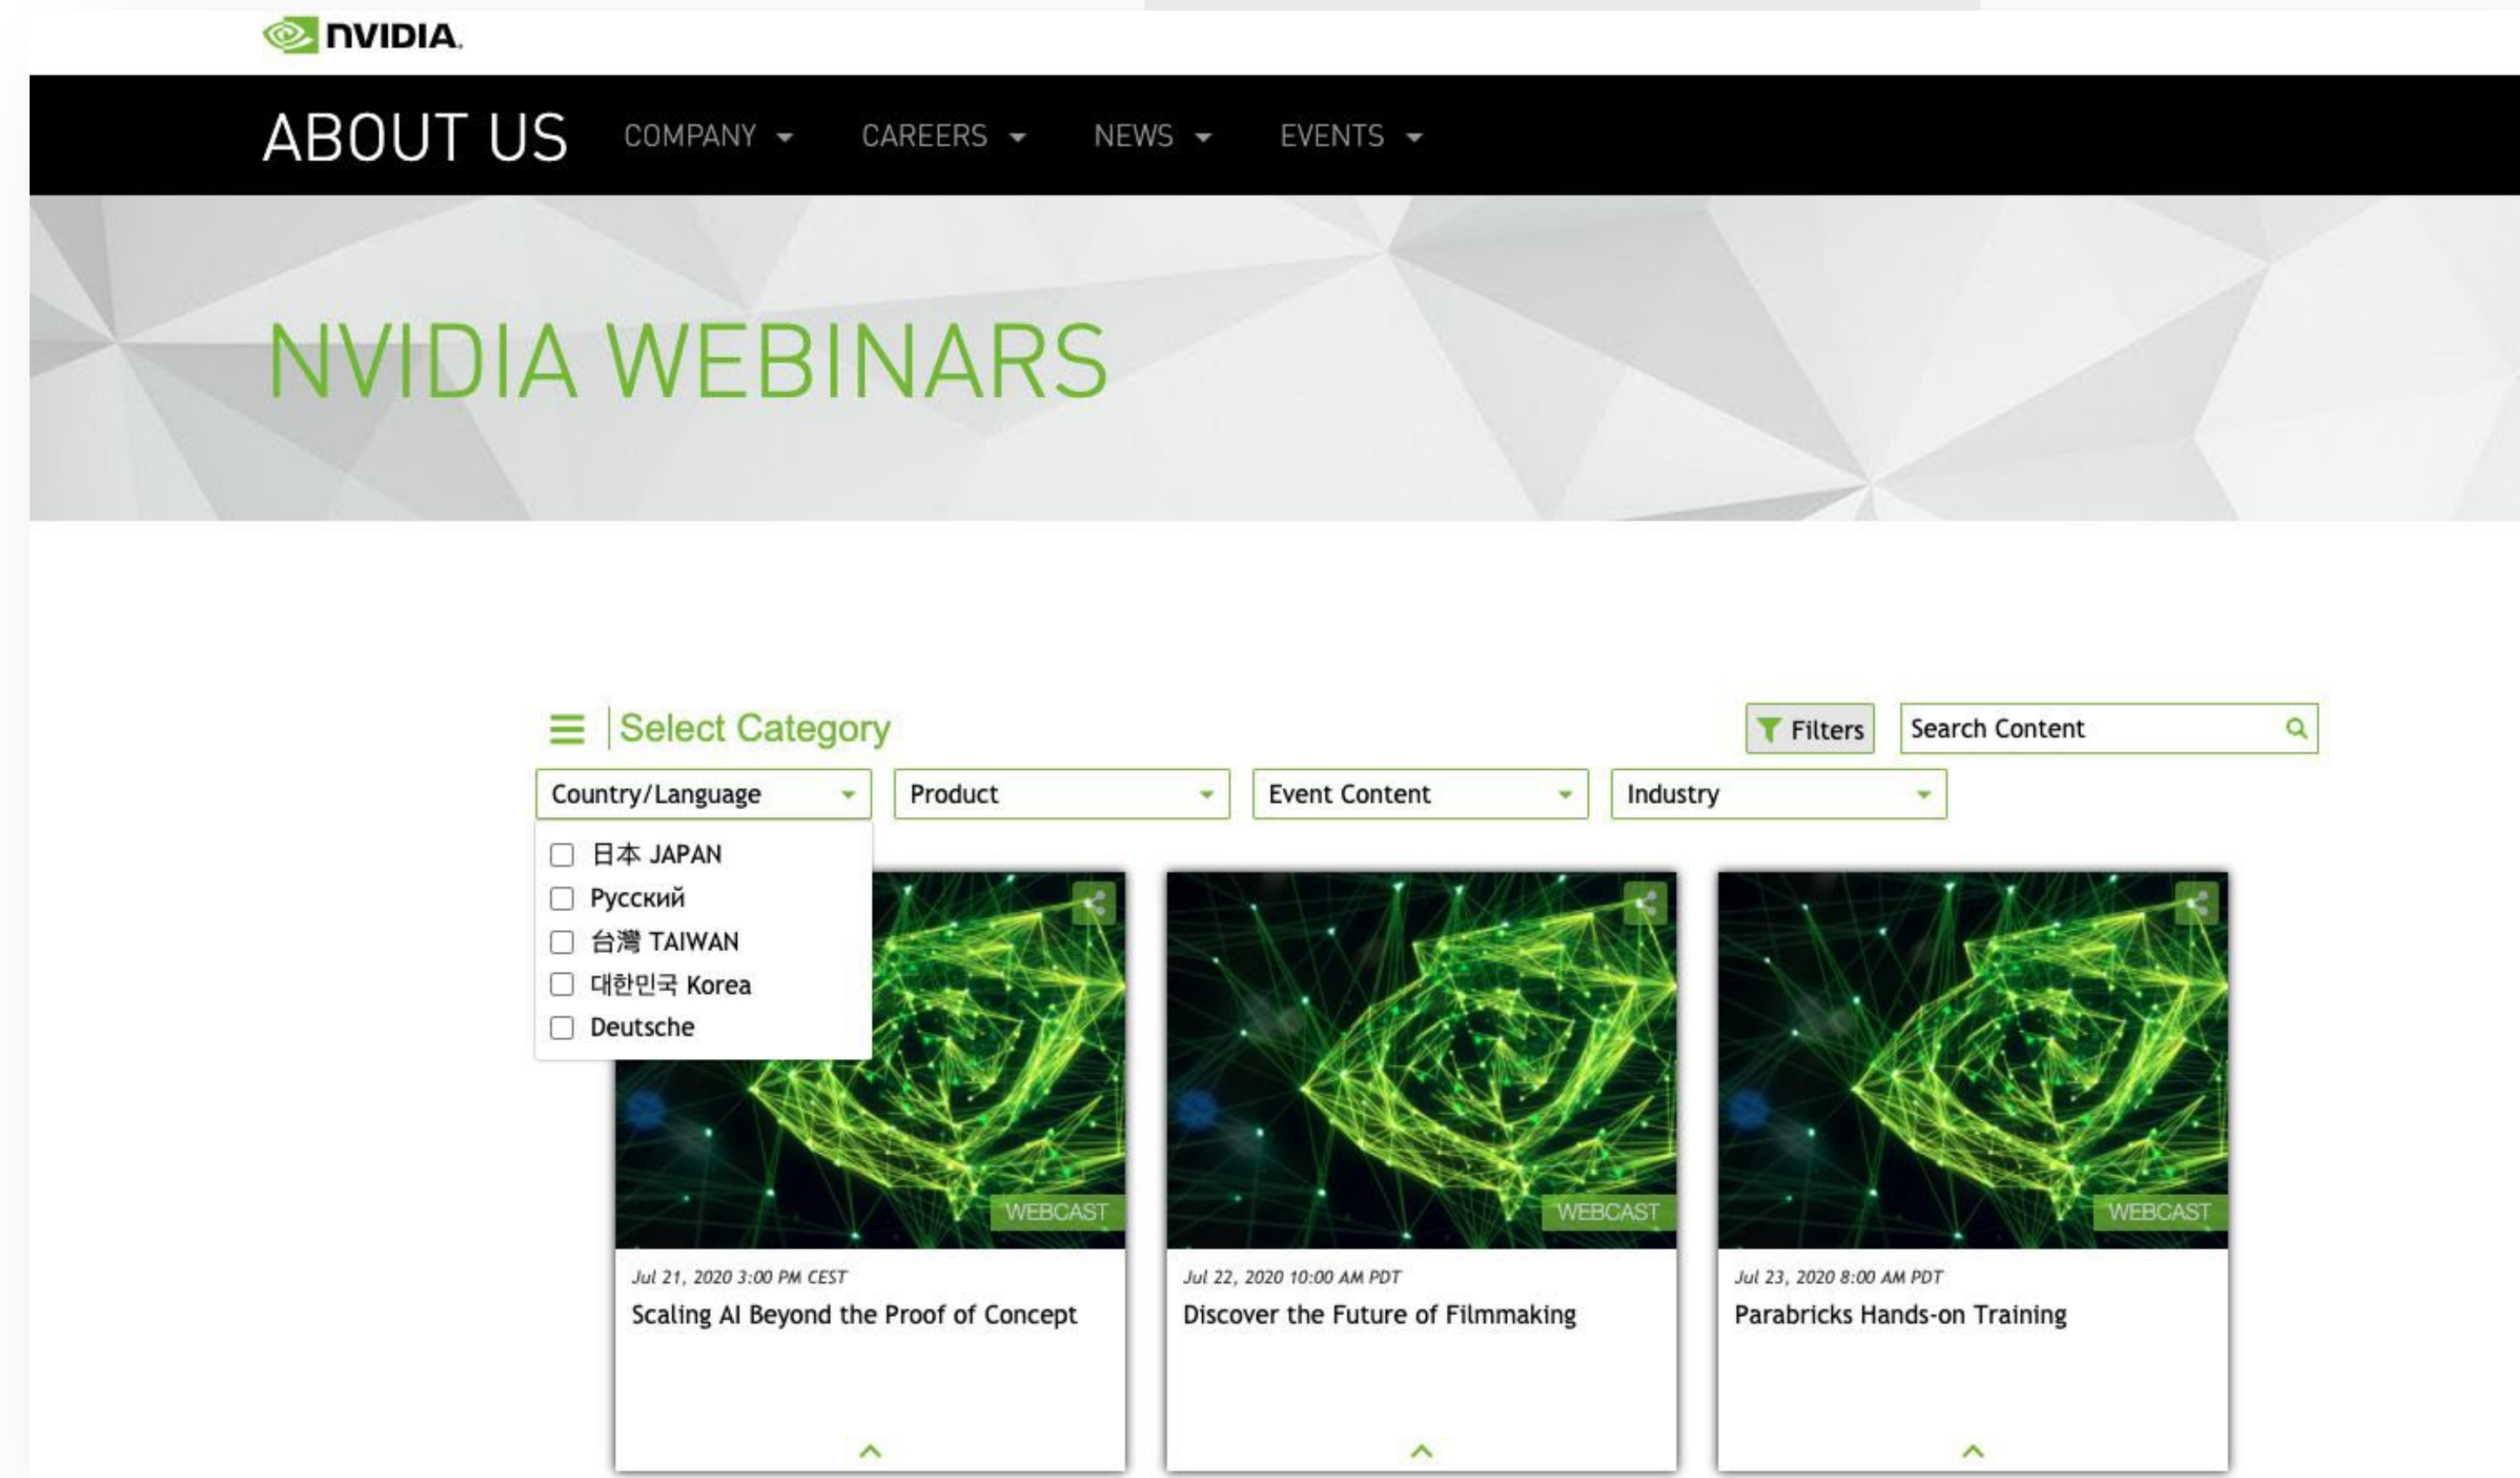 NVIDIA.
ABOUT US COMPANY CAREERS NEWS EVENTS
NVIDIA WEBINARS
Select Category
Filters
Search Content
Country/Language
Product
Event Content
Industry
日本 JAPAN
Русский
台灣 TAIWAN
대한민국 Korea
Deutsche
WEBCAST
Jul 21, 2020 3:00 PM CEST
Scaling AI Beyond the Proof of Concept
WEBCAST
Jul 22, 2020 10:00 AM PDT
Discover the Future of Filmmaking
WEBCAST
Jul 23, 2020 8:00 AM PDT
Parabricks Hands-on Training